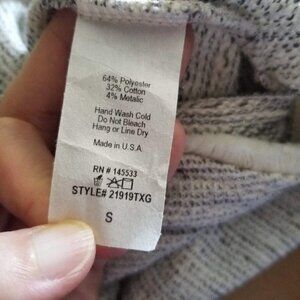 64% Polyester
32% Cotton
4% Metalic
Hand Wash Cold
Do Not Bleach
Hang or Line Dry
Made in U.S.A.
RN # 145533
STYLE# 21919TXG
S